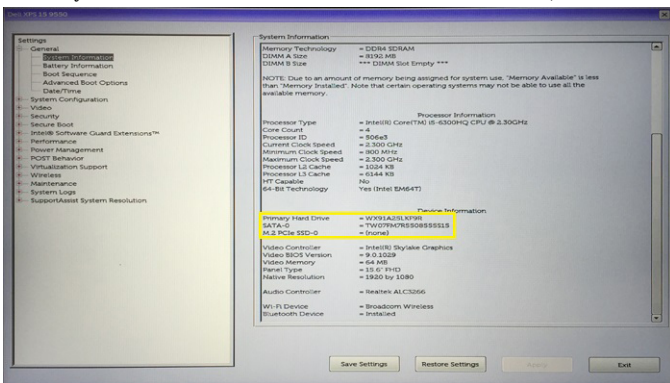 Dell XPS 15 9550
Settings
General
System Information
Battery Information
Boot Sequence
Advanced Boot Options
Date/Time
System Configuration
Video
Security
Secure Boot
Intel® Software Guard Extensions™
Performance
Power Management
POST Behavior
Virtualization Support
Wireless
Maintenance
System Logs
SupportAssist System Resolution
System Information
Memory Technology = DDR4 SDRAM
DIMM A Size = 8192 MB
DIMM B Size *** DIMM Slot Empty ***
NOTE: Due to an amount of memory being assigned for system use, "Memory Available" is less
than "Memory Installed". Note that certain operating systems may not be able to use all the
available memory.
Processor Information
Processor Type = Intel(R) Core(TM) i5-6300HQ CPU @ 2.30GHz
Core Count = 4
Processor ID = 506e3
Current Clock Speed = 2.300 GHz
Minimum Clock Speed = 800 MHz
Maximum Clock Speed = 2.300 GHz
Processor L2 Cache = 1024 KB
Processor L3 Cache = 6144 KB
HT Capable No
64-Bit Technology Yes (Intel EM64T)
Device Information
Primary Hard Drive =
SATA-0 =
M.2 PCIe SSD-0 = (none)
Video Controller = Intel(R) Skylake Graphics
Video BIOS Version = 9.0.1029
Video Memory = 64 MB
Panel Type = 15.6" FHD
Native Resolution = 1920 by 1080
Audio Controller = Realtek ALC3266
Wi-Fi Device = Broadcom Wireless
Bluetooth Device = Installed
Save Settings
Restore Settings
Exit